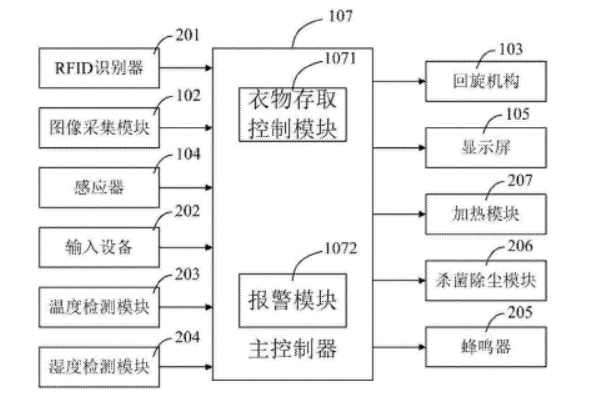 201
RFID识别器
102
图像采集模块
104
感应器
202
输入设备
203
温度检测模块
204
湿度检测模块
107
1071
衣物存取
控制模块
1072
报警模块
主控制器
103
回旋机构
105
显示屏
207
加热模块
206
杀菌除尘模块
205
蜂鸣器